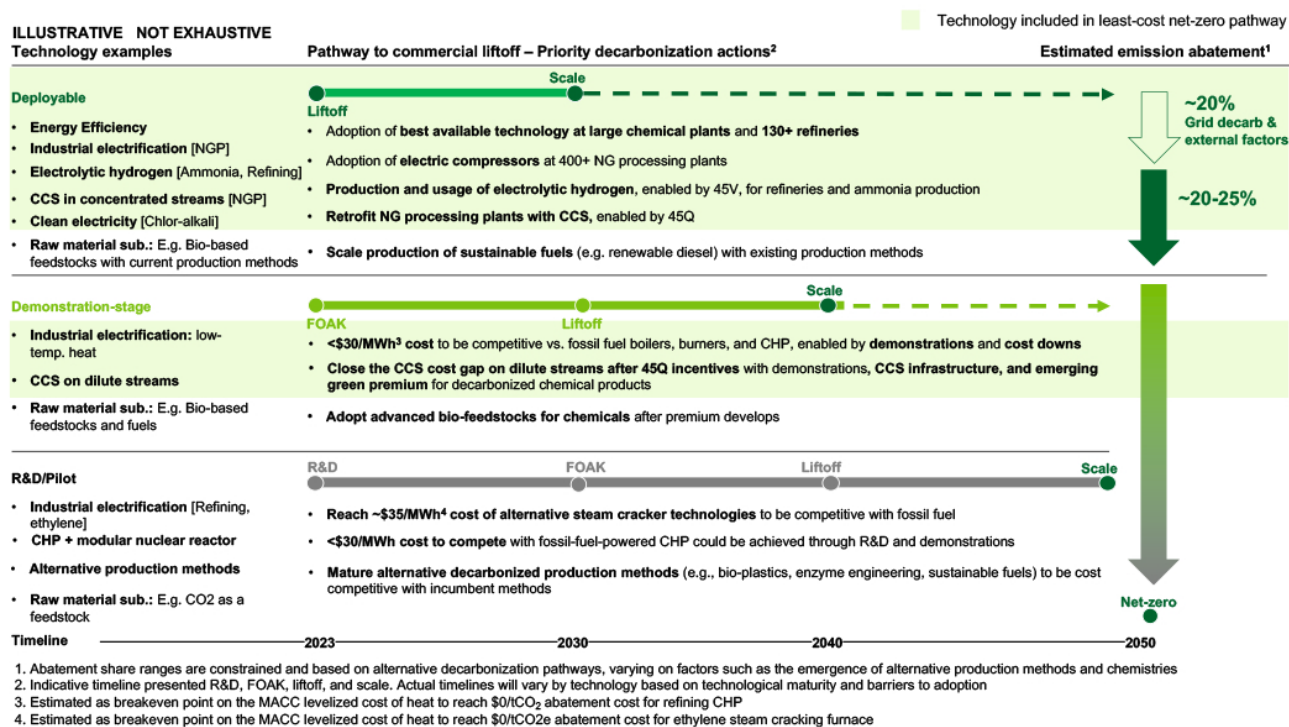 Technology included in least-cost net-zero pathway
ILLUSTRATIVE NOT EXHAUSTIVE
Technology examples
Pathway to commercial liftoff – Priority decarbonization actions²
Estimated emission abatement¹
Deployable
Liftoff
Scale
• Energy Efficiency
• Industrial electrification [NGP]
• Electrolytic hydrogen [Ammonia, Refining]
• CCS in concentrated streams [NGP]
• Clean electricity [Chlor-alkali]
• Raw material sub.: E.g. Bio-based
feedstocks with current production methods
• Adoption of best available technology at large chemical plants and 130+ refineries
• Adoption of electric compressors at 400+ NG processing plants
• Production and usage of electrolytic hydrogen, enabled by 45V, for refineries and ammonia production
• Retrofit NG processing plants with CCS, enabled by 45Q
• Scale production of sustainable fuels (e.g. renewable diesel) with existing production methods
~20%
Grid decarb &
external factors
~20-25%
Demonstration-stage
FOAK
Liftoff
Scale
• Industrial electrification: low-
temp. heat
• CCS on dilute streams
• Raw material sub.: E.g. Bio-based
feedstocks and fuels
• <$30/MWh³ cost to be competitive vs. fossil fuel boilers, burners, and CHP, enabled by demonstrations and cost downs
• Close the CCS cost gap on dilute streams after 45Q incentives with demonstrations, CCS infrastructure, and emerging
green premium for decarbonized chemical products
• Adopt advanced bio-feedstocks for chemicals after premium develops
R&D/Pilot
R&D
FOAK
Liftoff
Scale
• Industrial electrification [Refining,
ethylene]
• CHP + modular nuclear reactor
• Alternative production methods
• Raw material sub.: E.g. CO2 as a
feedstock
• Reach ~$35/MWh⁴ cost of alternative steam cracker technologies to be competitive with fossil fuel
• <$30/MWh cost to compete with fossil-fuel-powered CHP could be achieved through R&D and demonstrations
• Mature alternative decarbonized production methods (e.g., bio-plastics, enzyme engineering, sustainable fuels) to be cost
competitive with incumbent methods
Net-zero
Timeline
2023
2030
2040
2050
1. Abatement share ranges are constrained and based on alternative decarbonization pathways, varying on factors such as the emergence of alternative production methods and chemistries
2. Indicative timeline presented R&D, FOAK, liftoff, and scale. Actual timelines will vary by technology based on technological maturity and barriers to adoption
3. Estimated as breakeven point on the MACC levelized cost of heat to reach $0/tCO₂ abatement cost for refining CHP
4. Estimated as breakeven point on the MACC levelized cost of heat to reach $0/tCO2e abatement cost for ethylene steam cracking furnace